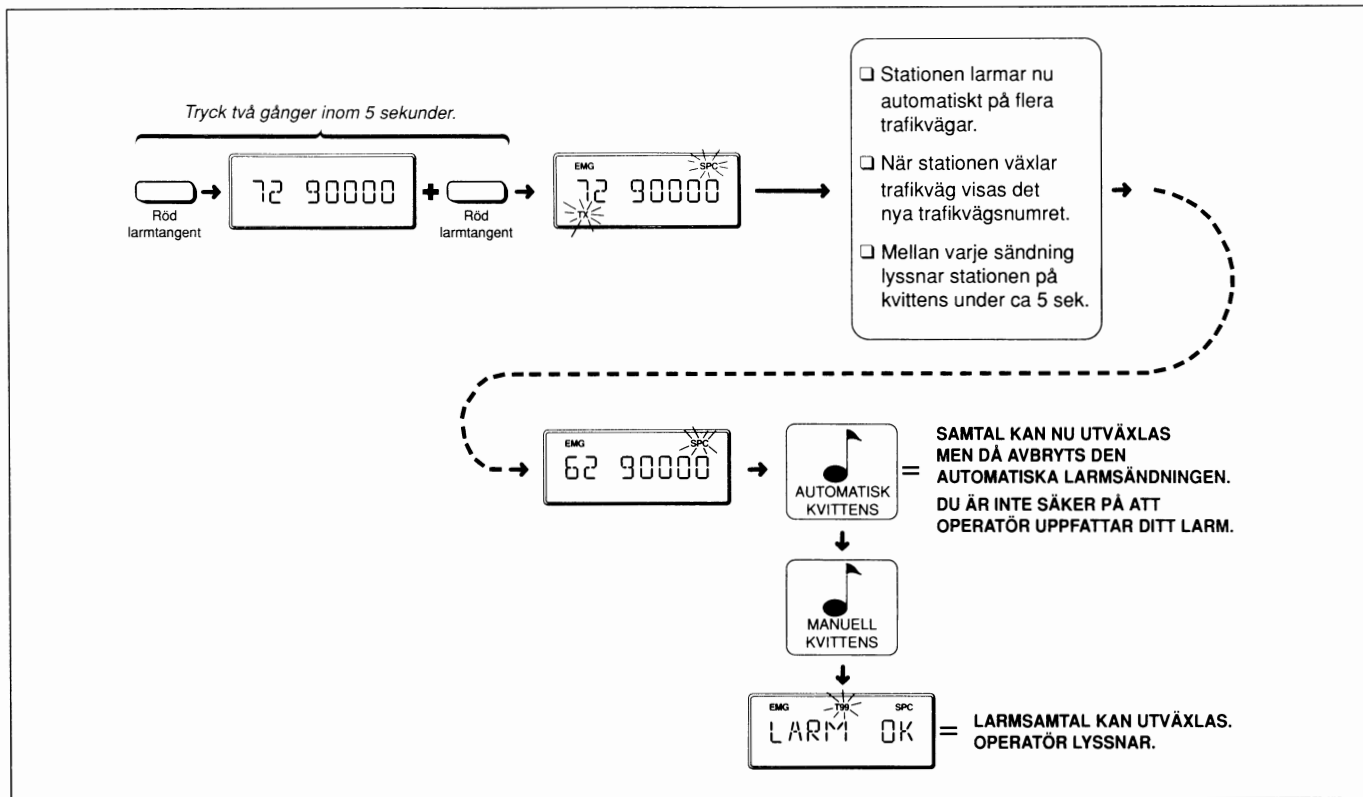 Tryck två gånger inom 5 sekunder.
Röd
larmtangent
72 90000
+
Röd
larmtangent
EMG
SPC
72 90000
TX
❑ Stationen larmar nu
automatiskt på flera
trafikvägar.
❑ När stationen växlar
trafikväg visas det
nya trafikvägsnumret.
❑ Mellan varje sändning
lyssnar stationen på
kvittens under ca 5 sek.
EMG
SPC
62 90000
AUTOMATISK
KVITTENS
=
SAMTAL KAN NU UTVÄXLAS
MEN DÅ AVBRYTS DEN
AUTOMATISKA LARMSÄNDNINGEN.
DU ÄR INTE SÄKER PÅ ATT
OPERATÖR UPPFATTAR DITT LARM.
MANUELL
KVITTENS
EMG
T99
SPC
LARM OK
=
LARMSAMTAL KAN UTVÄXLAS.
OPERATÖR LYSSNAR.